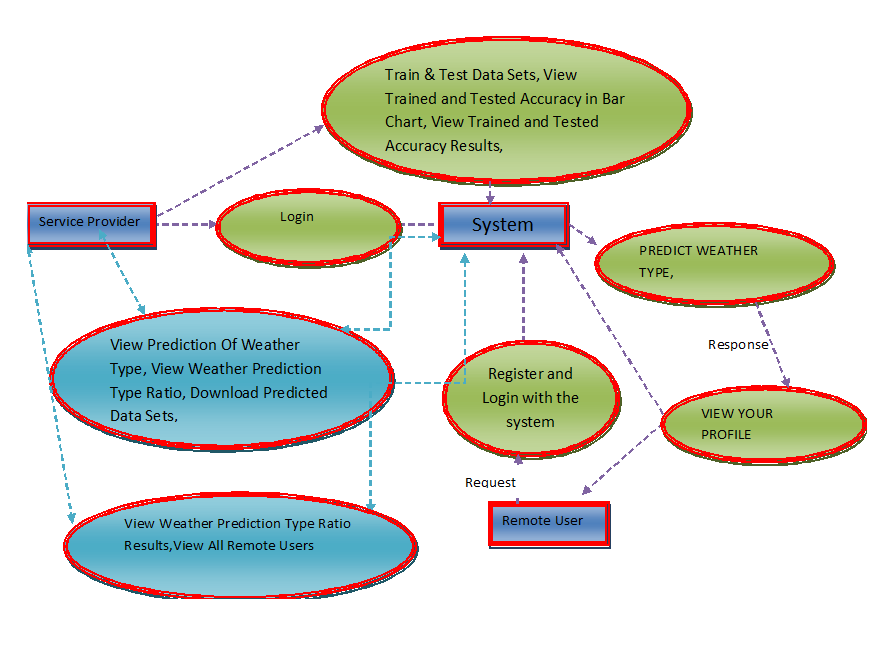 Train & Test Data Sets, View
Trained and Tested Accuracy in Bar
Chart, View Trained and Tested
Accuracy Results,
Service Provider
Login
System
PREDICT WEATHER
TYPE,
View Prediction Of Weather
Type, View Weather Prediction
Type Ratio, Download Predicted
Data Sets,
Response
Register and
Login with the
system
VIEW YOUR
PROFILE
Request
Remote User
View Weather Prediction Type Ratio
Results,View All Remote Users